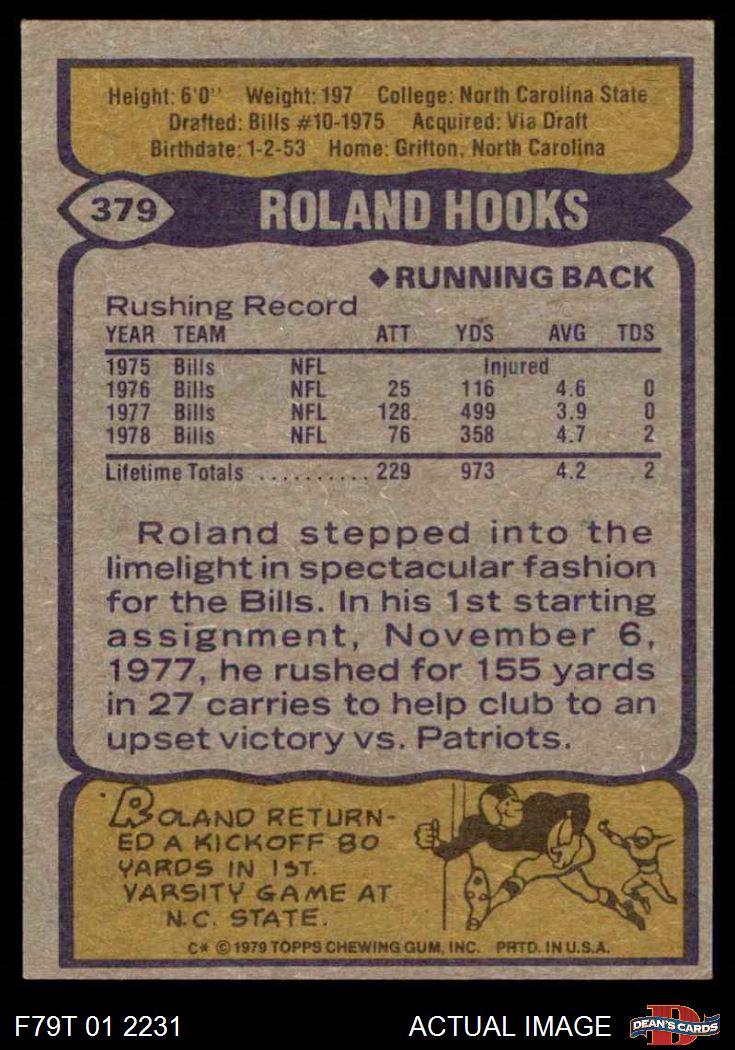 Height: 6'0" Weight: 197 College: North Carolina State
Drafted: Bills #10-1975 Acquired: Via Draft
Birthdate: 1-2-53 Home: Grifton, North Carolina
379 ROLAND HOOKS
◆RUNNING BACK
Rushing Record
YEAR TEAM ATT YDS AVG TDS
1975 Bills NFL Injured
1976 Bills NFL 25 116 4.6 0
1977 Bills NFL 128. 499 3.9 0
1978 Bills NFL 76 358 4.7 2
Lifetime Totals .......... 229 973 4.2 2
Roland stepped into the
limelight in spectacular fashion
for the Bills. In his 1st starting
assignment, November 6,
1977, he rushed for 155 yards
in 27 carries to help club to an
upset victory vs. Patriots.
ROLAND RETURN-
ED A KICKOFF 80
YARDS IN 1ST.
VARSITY GAME AT
N.C. STATE.
C* © 1979 TOPPS CHEWING GUM, INC. PRTD. IN U.S.A.
F79T 01 2231 ACTUAL IMAGE D DEAN'S CARDS